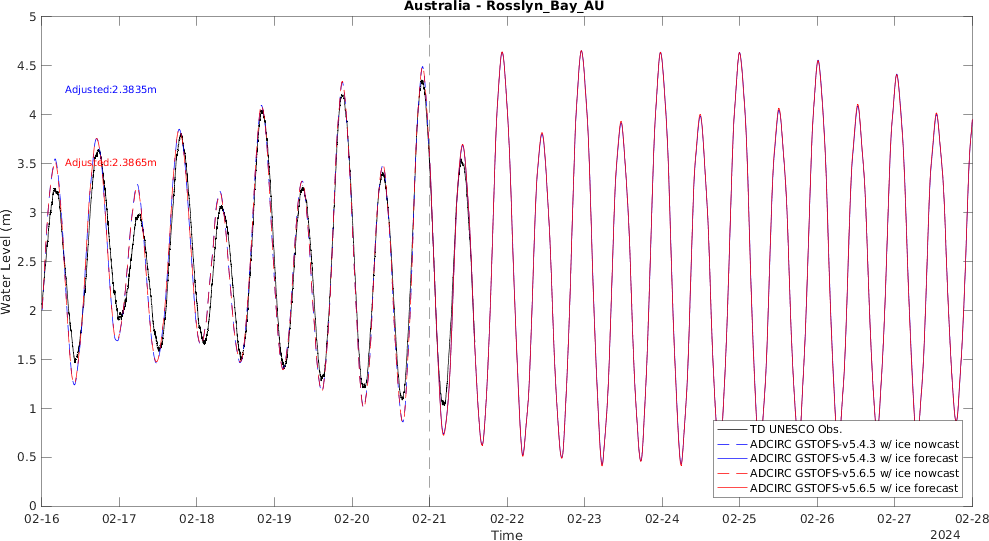 Australia - Rosslyn_Bay_AU
5
4.5
4
3.5
3
2.5
2
1.5
1
0.5
0
Water Level (m)
Adjusted:2.3835m
Adjusted:2.3865m
TD UNESCO Obs.
ADCIRC GSTOFS-v5.4.3 w/ ice nowcast
ADCIRC GSTOFS-v5.4.3 w/ ice forecast
ADCIRC GSTOFS-v5.6.5 w/ ice nowcast
ADCIRC GSTOFS-v5.6.5 w/ ice forecast
02-16 02-17 02-18 02-19 02-20 02-21 02-22 02-23 02-24 02-25 02-26 02-27 02-28
Time
2024